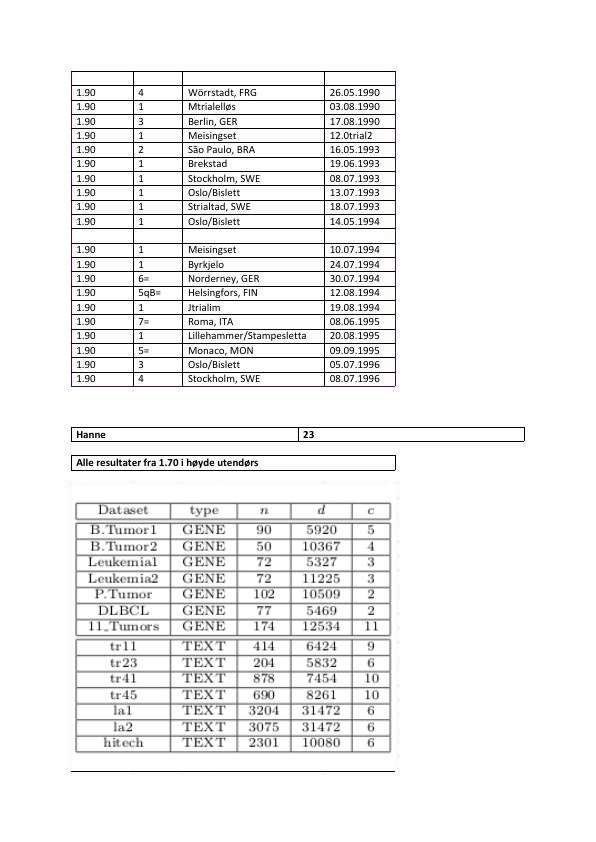 1.90 4 Wörrstadt, FRG 26.05.1990
1.90 1 Mtrialelløs 03.08.1990
1.90 3 Berlin, GER 17.08.1990
1.90 1 Meisingset 12.0trial2
1.90 2 São Paulo, BRA 16.05.1993
1.90 1 Brekstad 19.06.1993
1.90 1 Stockholm, SWE 08.07.1993
1.90 1 Oslo/Bislett 13.07.1993
1.90 1 Strialtad, SWE 18.07.1993
1.90 1 Oslo/Bislett 14.05.1994
1.90 1 Meisingset 10.07.1994
1.90 1 Byrkjelo 24.07.1994
1.90 6= Norderney, GER 30.07.1994
1.90 5qB= Helsingfors, FIN 12.08.1994
1.90 1 Jtrialim 19.08.1994
1.90 7= Roma, ITA 08.06.1995
1.90 1 Lillehammer/Stampesletta 20.08.1995
1.90 5= Monaco, MON 09.09.1995
1.90 3 Oslo/Bislett 05.07.1996
1.90 4 Stockholm, SWE 08.07.1996
Hanne 23
Alle resultater fra 1.70 i høyde utendørs
Dataset type n d c
B.Tumor1 GENE 90 5920 5
B.Tumor2 GENE 50 10367 4
Leukemia1 GENE 72 5327 3
Leukemia2 GENE 72 11225 3
P.Tumor GENE 102 10509 2
DLBCL GENE 77 5469 2
11_Tumors GENE 174 12534 11
tr11 TEXT 414 6424 9
tr23 TEXT 204 5832 6
tr41 TEXT 878 7454 10
tr45 TEXT 690 8261 10
la1 TEXT 3204 31472 6
la2 TEXT 3075 31472 6
hitech TEXT 2301 10080 6